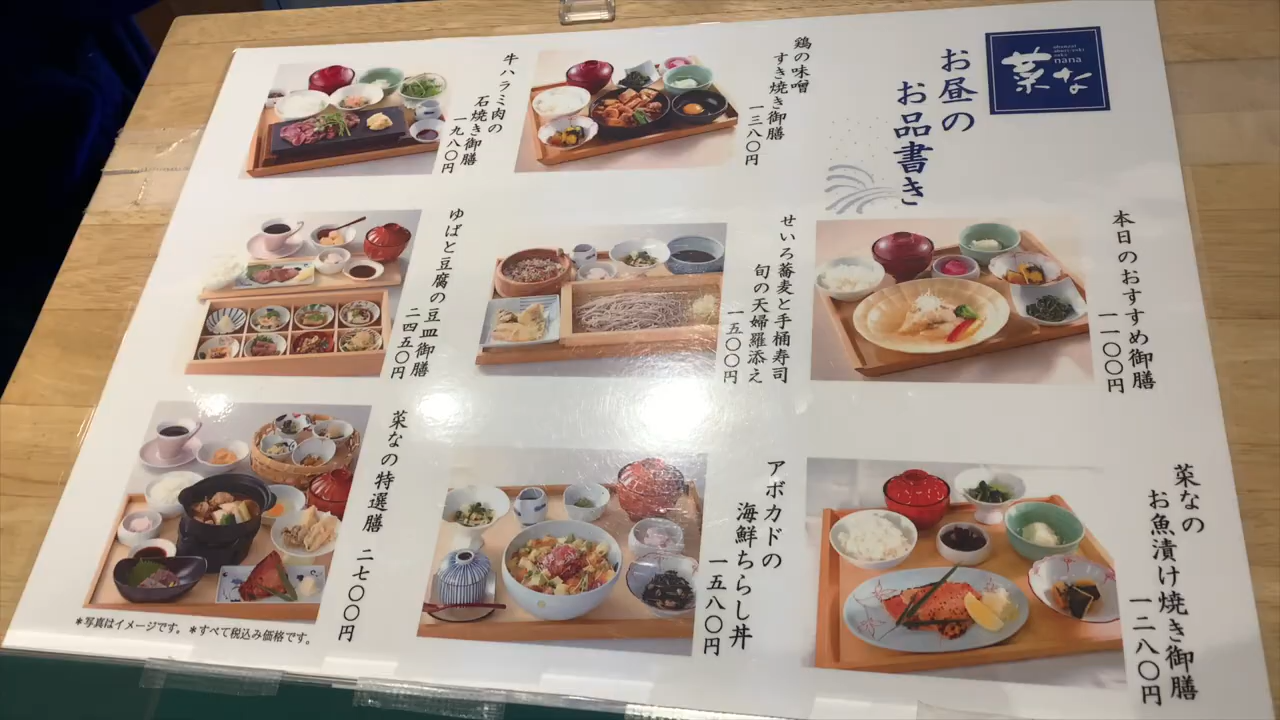 菜な
nana
お昼の
お品書き
鶏の味噌
すき焼き御膳
一三八〇円
牛ハラミ肉の
石焼き御膳
一九八〇円
本日のおすすめ御膳
一一〇〇円
せいろ蕎麦と手桶寿司
旬の天婦羅添え
一五〇〇円
ゆばと豆腐の豆皿御膳
二四五〇円
菜なの
お魚漬け焼き御膳
一二八〇円
アボカドの
海鮮ちらし丼
一五八〇円
菜なの特選膳
二七〇〇円
*写真はイメージです。*すべて税込み価格です。